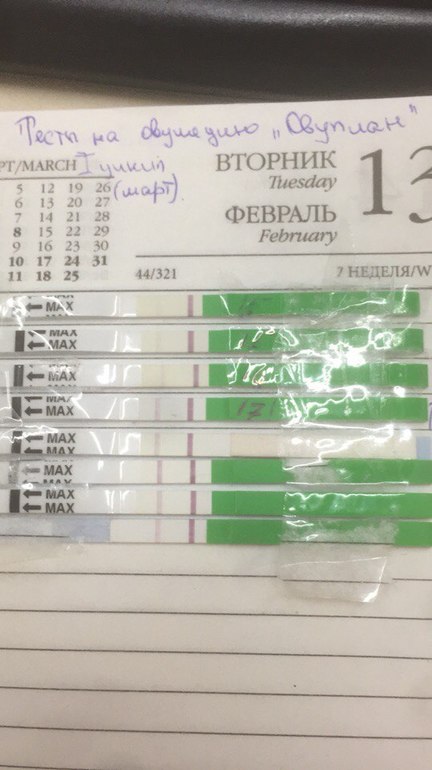 Тесты на овуляцию „Овуплан"
РТ/MARCH I цикл
(март)
5 12 19 26
6 13 20 27
7 14 21 28
8 15 22 29
9 16 23 30
10 17 24 31
11 18 25
ВТОРНИК
Tuesday
13
ФЕВРАЛЬ
February
44/321
7 НЕДЕЛЯ/W
MAX
MAX
MAX
MAX
MAX
MAX
MAX
MAX
17
MAX
MAX
MAX
MAX
MAX